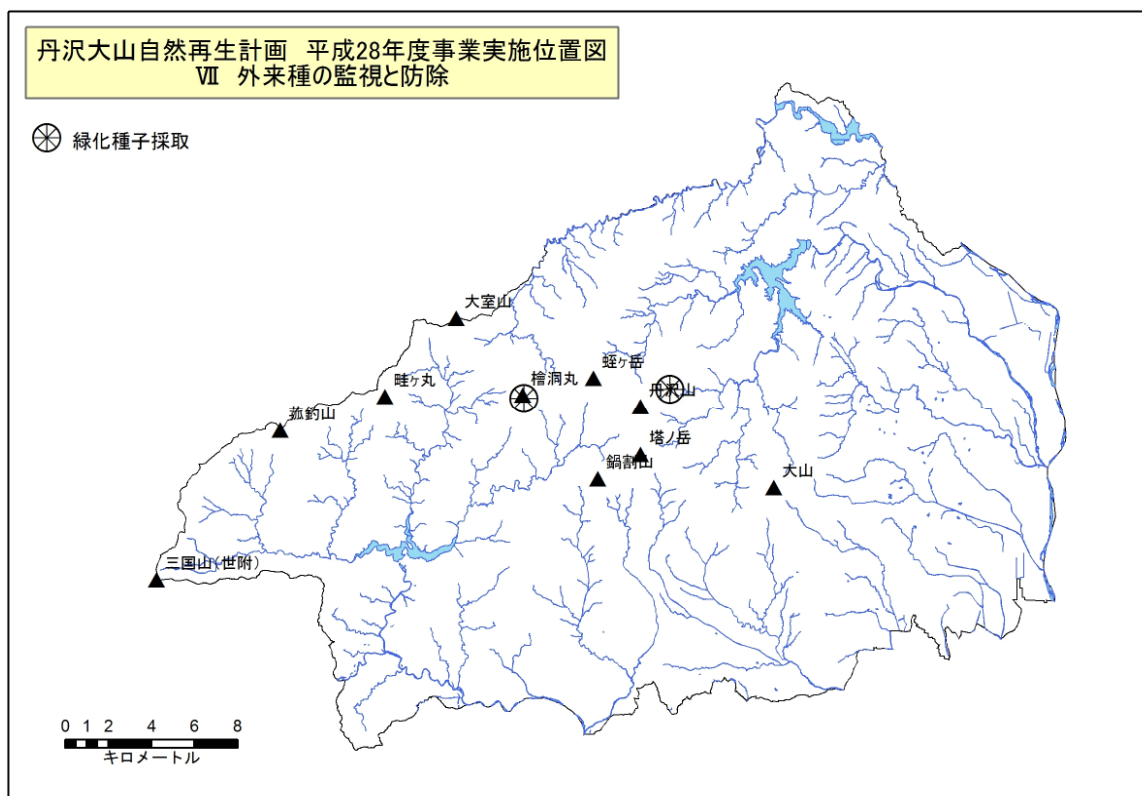 丹沢大山自然再生計画 平成28年度事業実施位置図
Ⅶ 外来種の監視と防除
緑化種子採取
大室山
蛭ヶ岳
畦ヶ丸
檜洞丸
丹沢山
菰釣山
塔ノ岳
鍋割山
大山
三国山(世附)
0 1 2 4 6 8
キロメートル